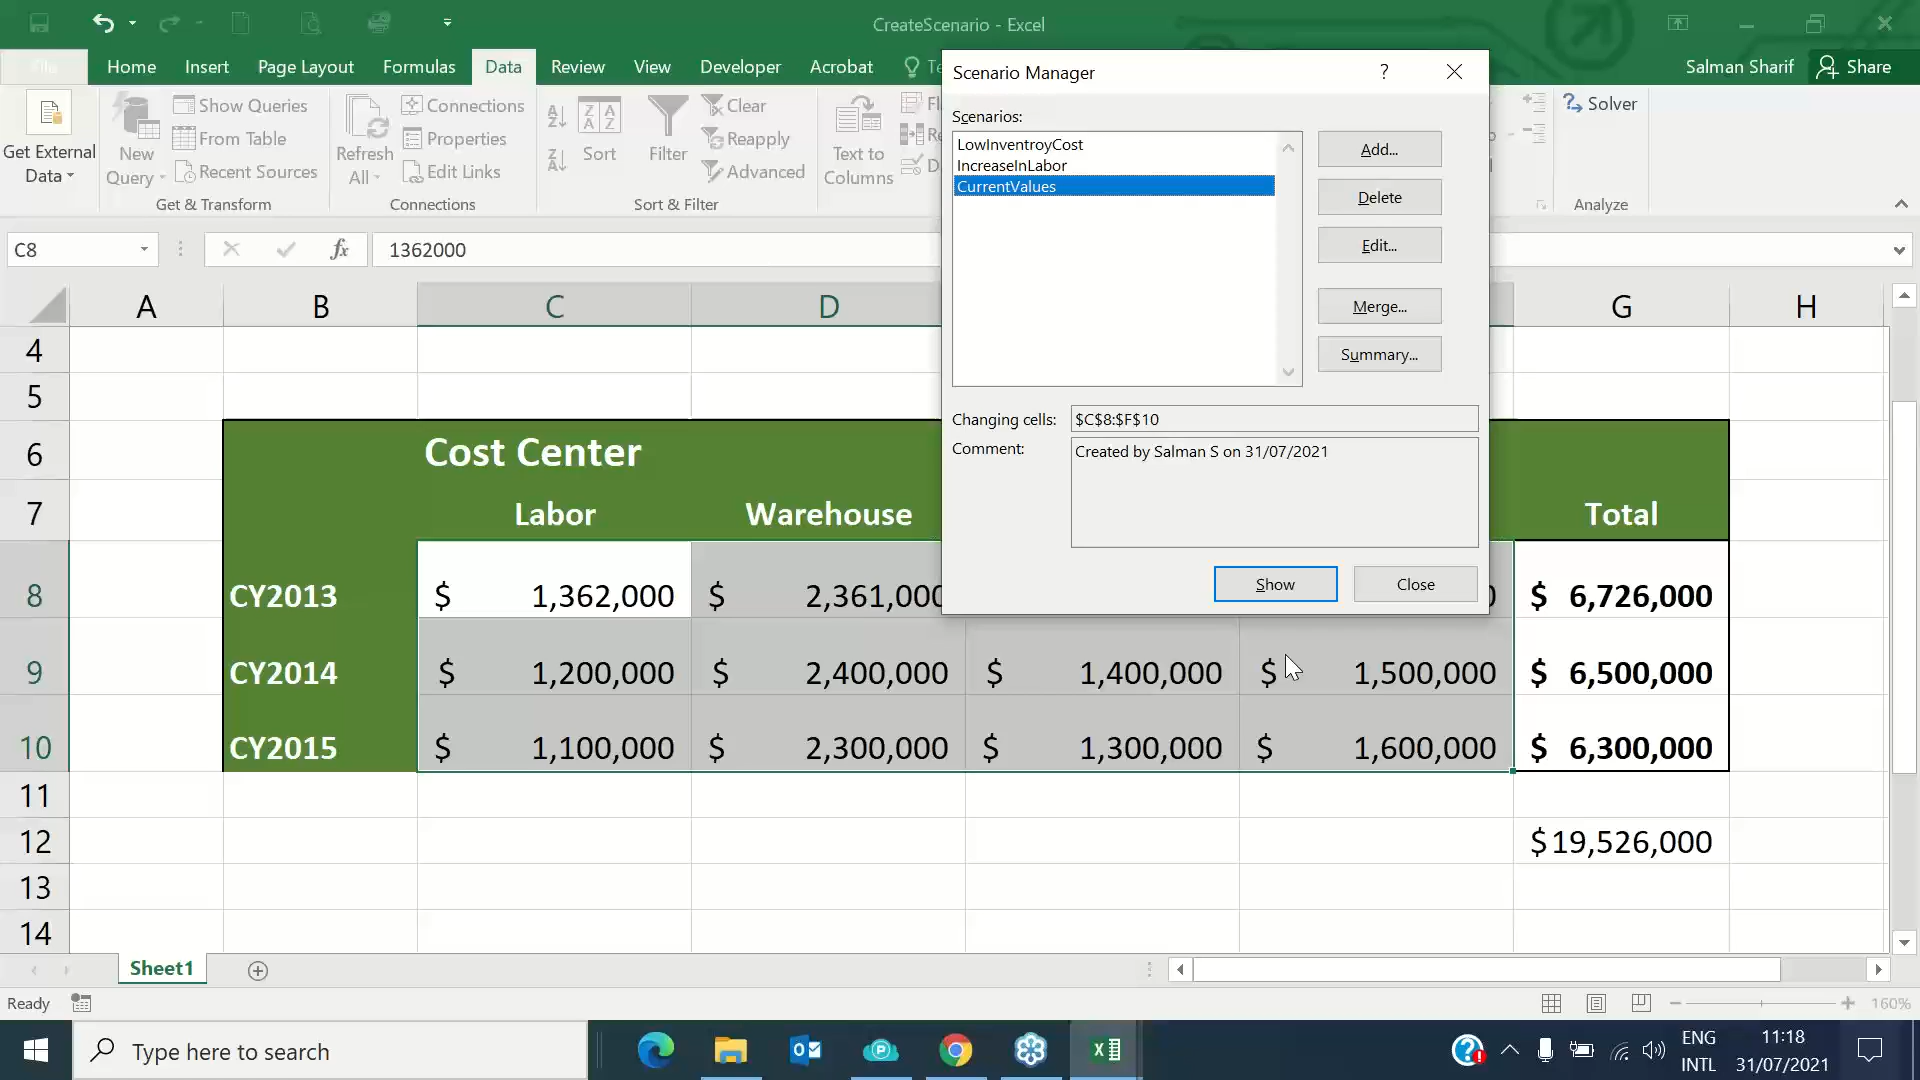 CreateScenario - Excel
File Home Insert Page Layout Formulas Data Review View Developer Acrobat Salman Sharif Share
Get External Data
New Query
Show Queries
From Table
Recent Sources
Get & Transform
Refresh All
Connections
Properties
Edit Links
Connections
Sort
Filter
Clear
Reapply
Advanced
Sort & Filter
Text to Columns
Solver
Analyze
C8 fx 1362000
Scenario Manager ? 
Scenarios:
LowInventroyCost
IncreaseInLabor
CurrentValues
Add...
Delete
Edit...
Merge...
Summary...
Changing cells: $C$8:$F$10
Comment: Created by Salman S on 31/07/2021
Show Close
A B C D G H
4
5
6 Cost Center
7 Labor Warehouse Total
8 CY2013 $ 1,362,000 $ 2,361,000 $ 6,726,000
9 CY2014 $ 1,200,000 $ 2,400,000 $ 1,400,000 $ 1,500,000 $ 6,500,000
10 CY2015 $ 1,100,000 $ 2,300,000 $ 1,300,000 $ 1,600,000 $ 6,300,000
11
12 $19,526,000
13
14
Sheet1
Ready 160%
Type here to search
ENG
INTL
11:18
31/07/2021